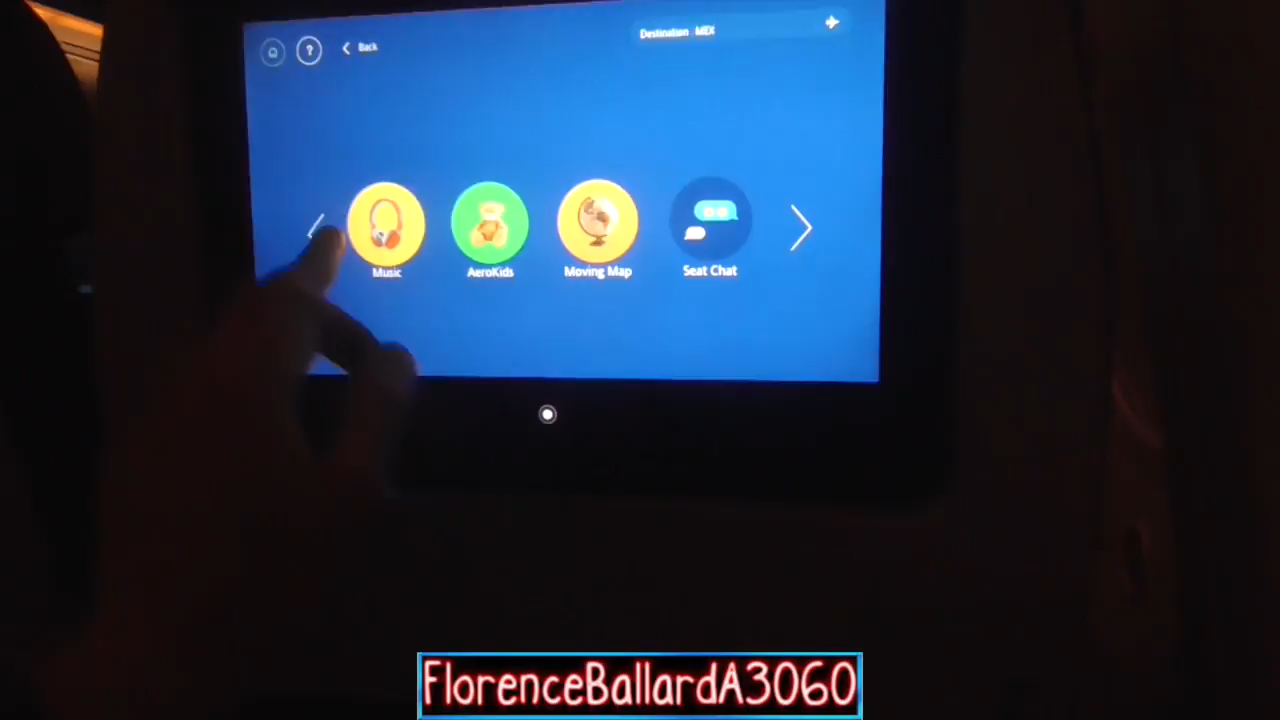 ?
Back
Destination MEX
Music
AeroKids
Moving Map
Seat Chat
FlorenceBallardA3060